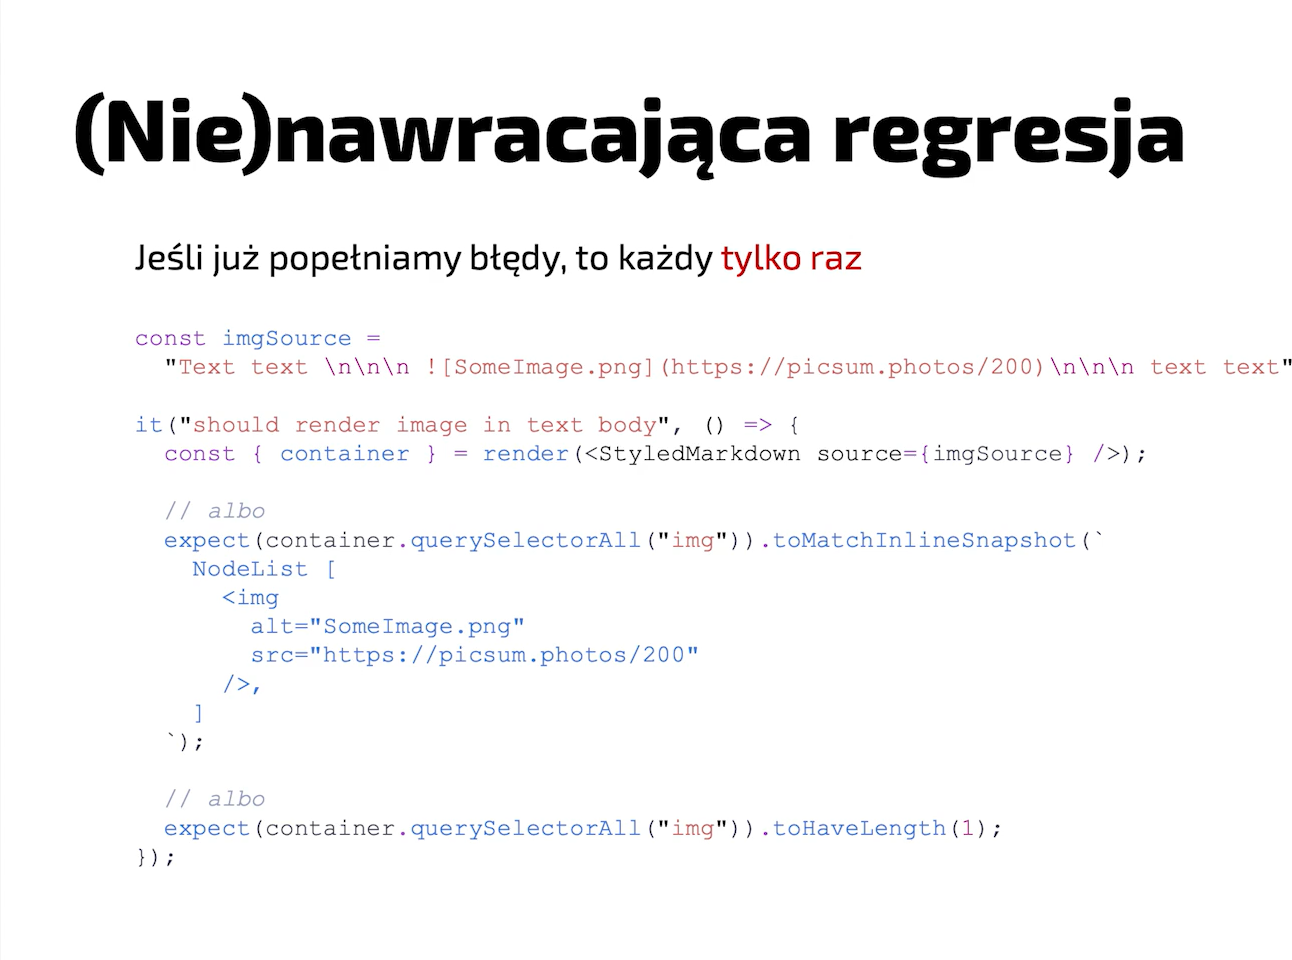 (Nie)nawracająca regresja
Jeśli już popełniamy błędy, to każdy tylko raz
const imgSource =
"Text text \n\n\n ![SomeImage.png](https://picsum.photos/200)\n\n\n text text"
it("should render image in text body", () => {
const { container } = render(<StyledMarkdown source={imgSource} />);
// albo
expect(container.querySelectorAll("img")).toMatchInlineSnapshot(`
NodeList [
<img
alt="SomeImage.png"
src="https://picsum.photos/200"
/>,
]
`);
// albo
expect(container.querySelectorAll("img")).toHaveLength(1);
});